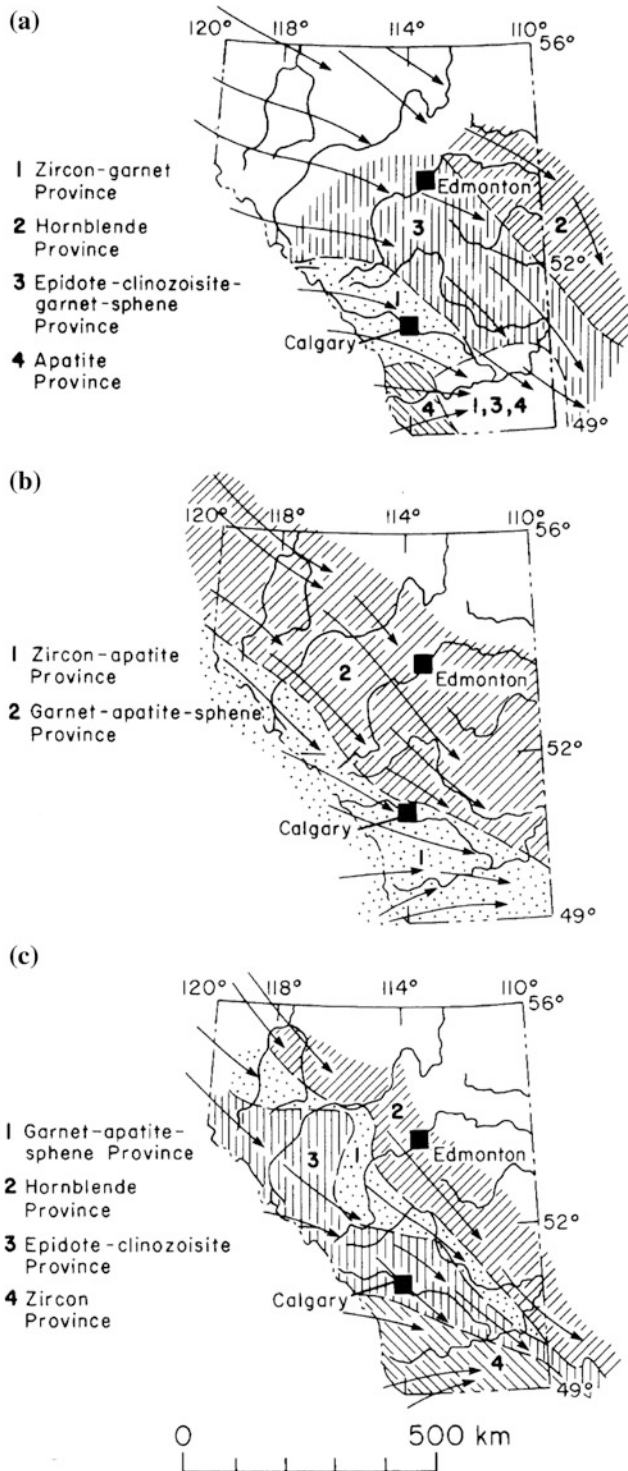 (a)
120° 118° 114° 110°
56°
1 Zircon-garnet
Province
2 Hornblende
Province
3 Epidote-clinozoisite-
garnet-sphene
Province
4 Apatite
Province
Edmonton
2
3
52°
1
Calgary
4
1,3,4
49°
(b)
120° 118° 114° 110°
56°
1 Zircon-apatite
Province
2 Garnet-apatite-sphene
Province
2
Edmonton
52°
Calgary
1
49°
(c)
120° 118° 114° 110°
56°
1 Garnet-apatite-
sphene Province
2 Hornblende
Province
3 Epidote-clinozoisite
Province
4 Zircon
Province
2
Edmonton
3
1
52°
Calgary
4
49°
0 500 km